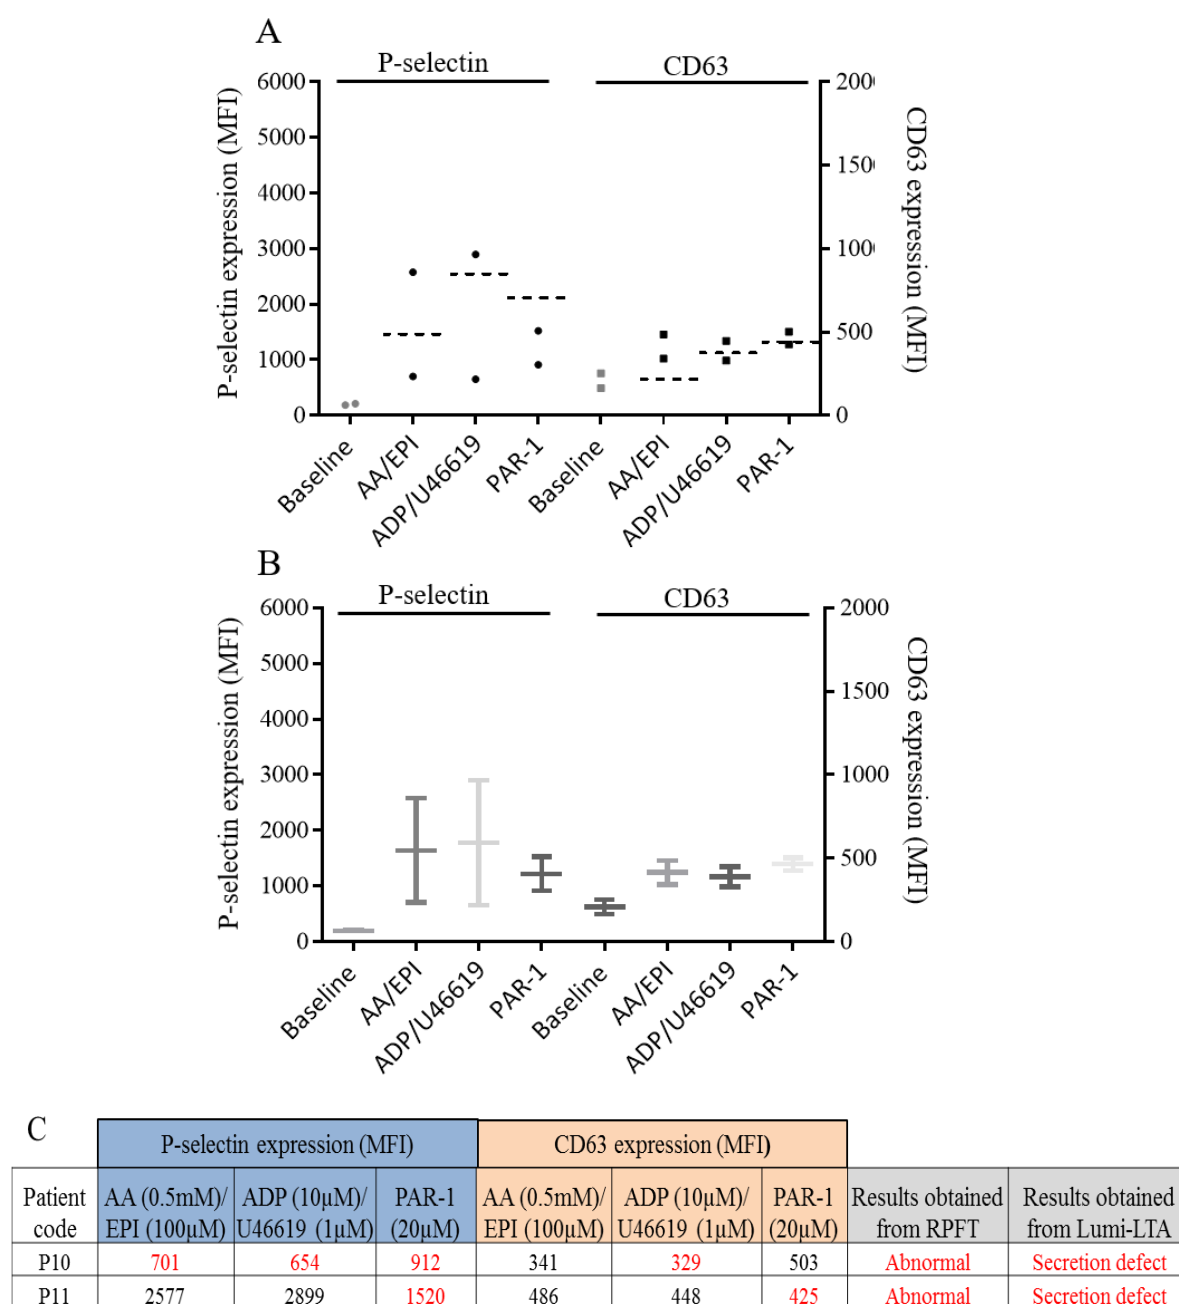 A
P-selectin
CD63
P-selectin expression (MFI)
6000
5000
4000
3000
2000
1000
0
200
150
100
500
0
CD63 expression (MFI)
Baseline
AA/EPI
ADP/U46619
PAR-1
Baseline
AA/EPI
ADP/U46619
PAR-1
B
P-selectin
CD63
P-selectin expression (MFI)
6000
5000
4000
3000
2000
1000
0
2000
1500
1000
500
0
CD63 expression (MFI)
Baseline
AA/EPI
ADP/U46619
PAR-1
Baseline
AA/EPI
ADP/U46619
PAR-1
C
P-selectin expression (MFI) CD63 expression (MFI)
Patient AA (0.5mM)/ ADP (10μM)/ PAR-1 AA (0.5mM)/ ADP (10μM)/ PAR-1 Results obtained Results obtained
code EPI (100μM) U46619 (1μM) (20μM) EPI (100μM) U46619 (1μM) (20μM) from RPFT from Lumi-LTA
P10 701 654 912 341 329 503 Abnormal Secretion defect
P11 2577 2899 1520 486 448 425 Abnormal Secretion defect